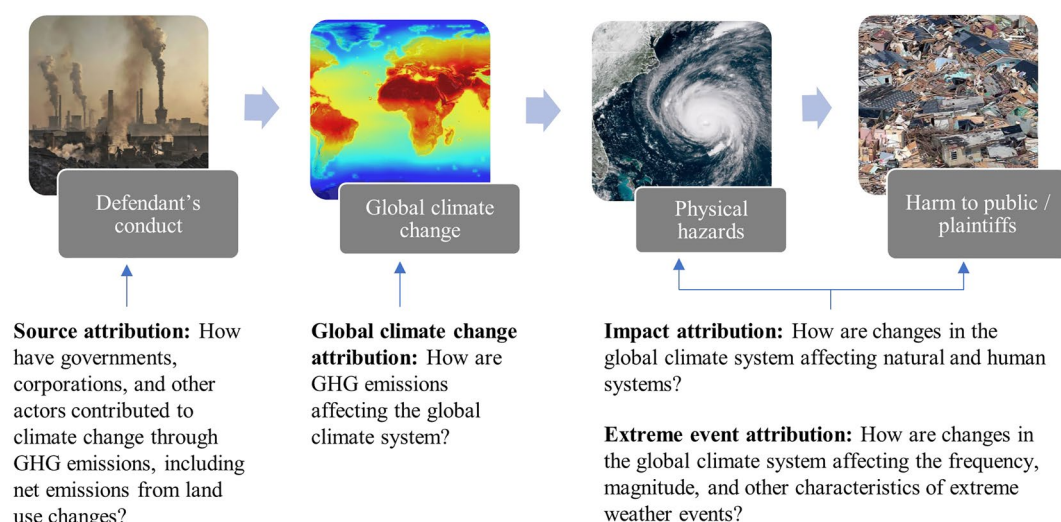 Defendant’s
conduct
Global climate
change
Physical
hazards
Harm to public /
plaintiffs
Source attribution: How
have governments,
corporations, and other
actors contributed to
climate change through
GHG emissions, including
net emissions from land
use changes?
Global climate change
attribution: How are
GHG emissions
affecting the global
climate system?
Impact attribution: How are changes in the
global climate system affecting natural and human
systems?
Extreme event attribution: How are changes in
the global climate system affecting the frequency,
magnitude, and other characteristics of extreme
weather events?